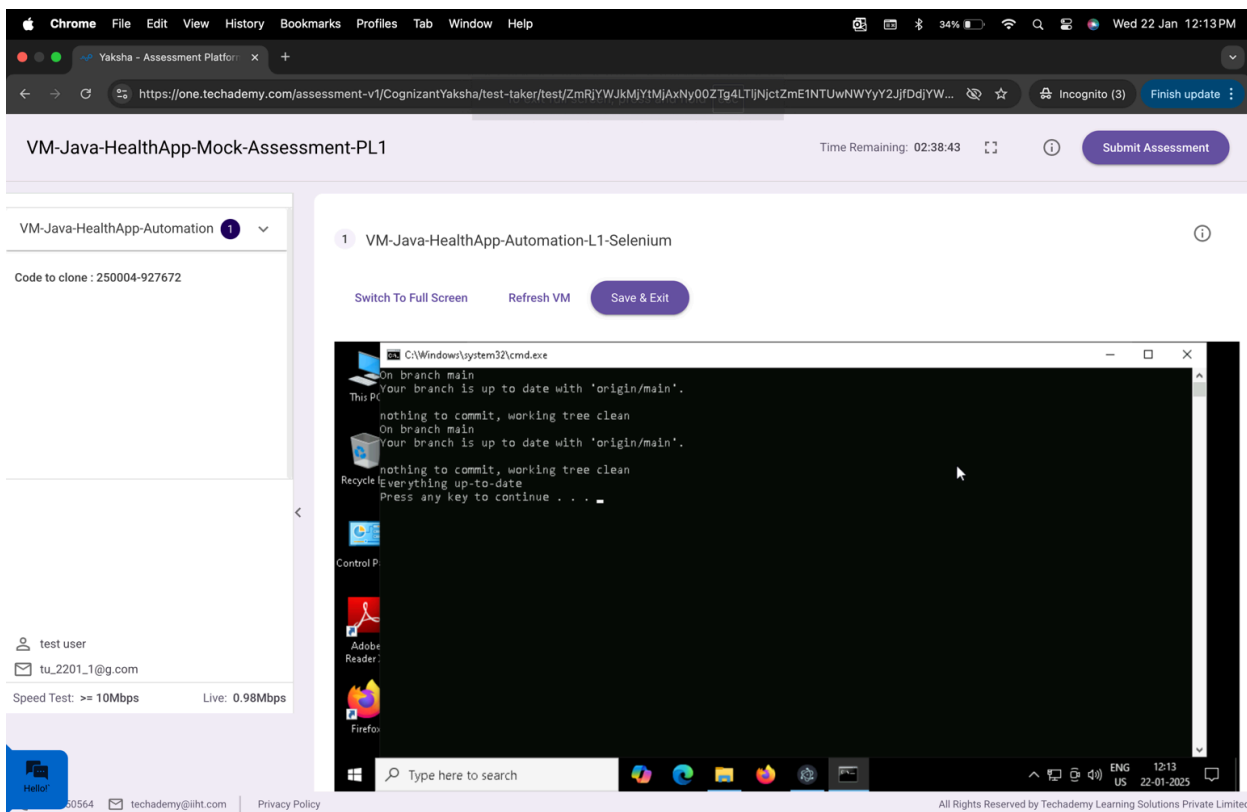 Chrome File Edit View History Bookmarks Profiles Tab Window Help 34% Wed 22 Jan 12:13 PM
Yaksha - Assessment Platform
https://one.techademy.com/assessment-v1/CognizantYaksha/test-taker/test/ZmRjYWJkMjYtMjAxNy00ZTg4LTljNjctZmE1NTUwNWYyY2JjfDdjYW... Incognito (3) Finish update
VM-Java-HealthApp-Mock-Assessment-PL1 Time Remaining: 02:38:43 Submit Assessment
VM-Java-HealthApp-Automation 1
1 VM-Java-HealthApp-Automation-L1-Selenium
Code to clone : 250004-927672
Switch To Full Screen Refresh VM Save & Exit
C:\Windows\system32\cmd.exe
On branch main
Your branch is up to date with 'origin/main'.
This PC
nothing to commit, working tree clean
On branch main
Your branch is up to date with 'origin/main'.
nothing to commit, working tree clean
Recycle
Everything up-to-date
Press any key to continue . . .
Control P
Adobe
Reader
Firefox
test user
tu_2201_1@g.com
Speed Test: >= 10Mbps Live: 0.98Mbps
Type here to search
ENG 12:13
US 22-01-2025
Hello!
50564 techademy@iiht.com Privacy Policy All Rights Reserved by Techademy Learning Solutions Private Limited